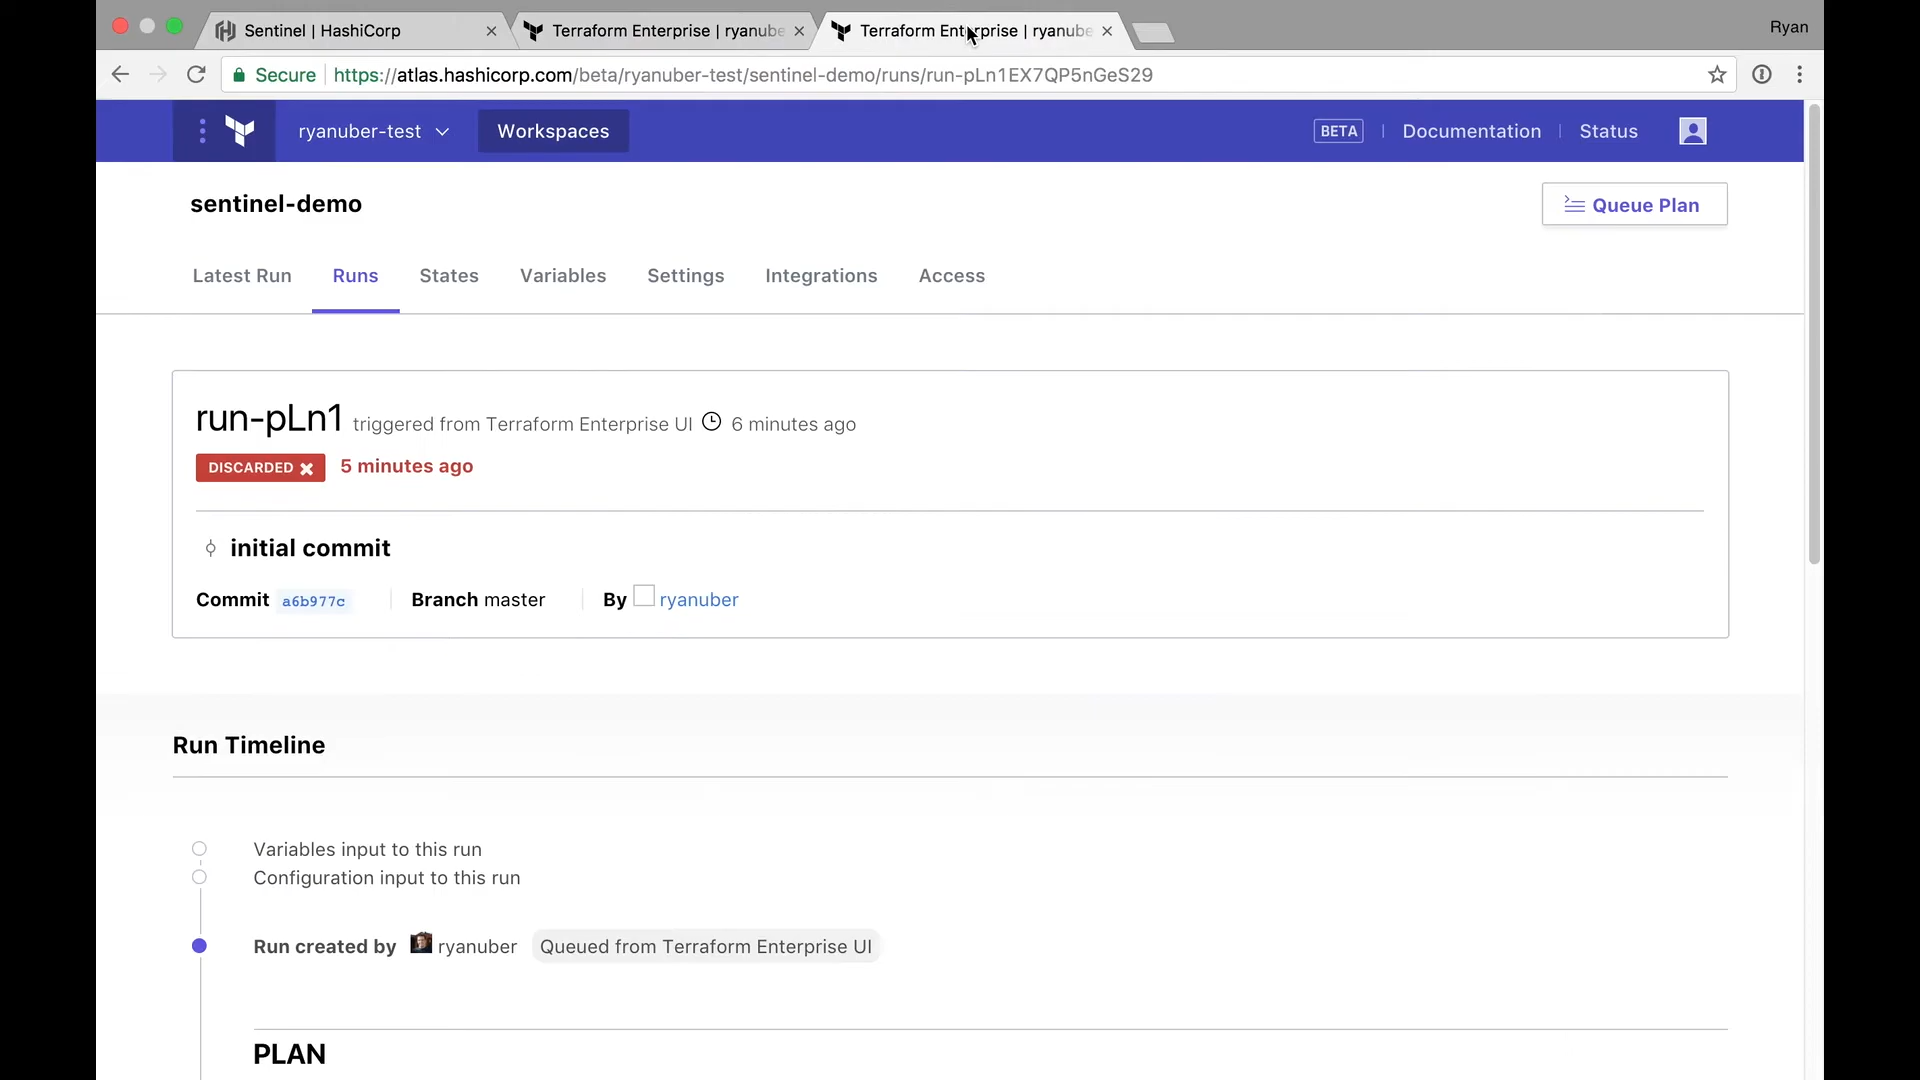 Sentinel | HashiCorp
Terraform Enterprise | ryanube
Terraform Enterprise | ryanube
Ryan
Secure
https://atlas.hashicorp.com/beta/ryanuber-test/sentinel-demo/runs/run-pLn1EX7QP5nGeS29
ryanuber-test
Workspaces
BETA
Documentation
Status
sentinel-demo
Queue Plan
Latest Run
Runs
States
Variables
Settings
Integrations
Access
run-pLn1 triggered from Terraform Enterprise UI 6 minutes ago
DISCARDED 5 minutes ago
initial commit
Commit a6b977c
Branch master
By ryanuber
Run Timeline
Variables input to this run
Configuration input to this run
Run created by ryanuber Queued from Terraform Enterprise UI
PLAN